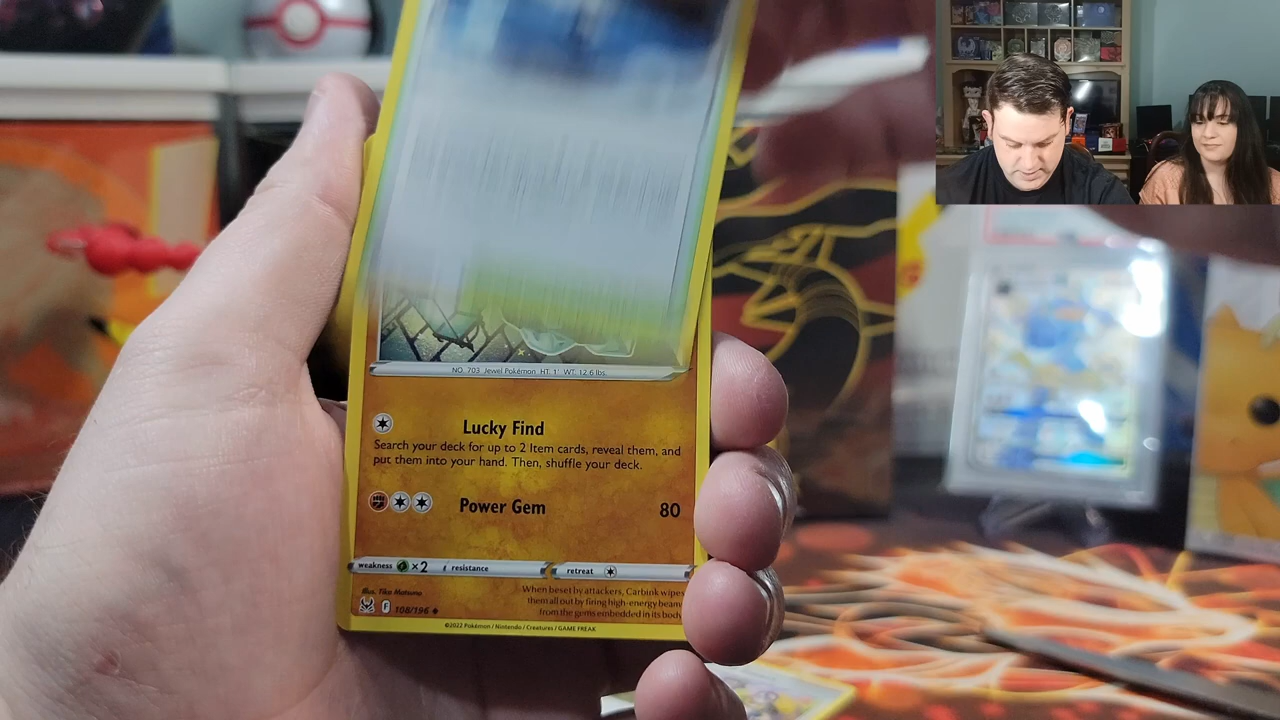 NO. 703 Jewel Pokémon HT: 1' WT: 12.6 lbs.
Lucky Find
Search your deck for up to 2 Item cards, reveal them, and
put them into your hand. Then, shuffle your deck.
Power Gem 80
weakness ×2 resistance retreat
Illus. Tika Matsuno
F 108/196
When beset by attackers, Carbink wipes
them all out by firing high-energy beams
from the gems embedded in its body
©2022 Pokémon / Nintendo / Creatures / GAME FREAK